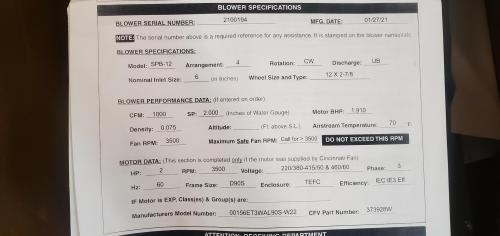 BLOWER SPECIFICATIONS
BLOWER SERIAL NUMBER: 2100194 MFG. DATE: 01/27/21
NOTE: The serial number above is a required reference for any assistance. It is stamped on the blower nameplate.
BLOWER SPECIFICATIONS:
Model: SPB-12 Arrangement: 4 Rotation: CW Discharge: UB
Nominal Inlet Size: 6 (in Inches) Wheel Size and Type: 12 X 2-7/8
BLOWER PERFORMANCE DATA: (If entered on order)
CFM: 1000 SP: 2.000 (Inches of Water Gauge) Motor BHP: 1.910
Density: 0.075 Altitude: (Ft. above S.L.) Airstream Temperature: 70 F.
Fan RPM: 3500 Maximum Safe Fan RPM: Call for > 3500 DO NOT EXCEED THIS RPM
MOTOR DATA: (This section is completed only if the motor was supplied by Cincinnati Fan)
HP: 2 RPM: 3500 Voltage: 220/380-415/50 & 460/60 Phase: 3
Hz: 60 Frame Size: D90S Enclosure: TEFC Efficiency: IEC IE3 Eff
If Motor is EXP, Class(es) & Group(s) are:
Manufacturers Model Number: 00156ET3WAL90S-W22 CFV Part Number: 373928W
ATTENTION: RECEIVING DEPARTMENT